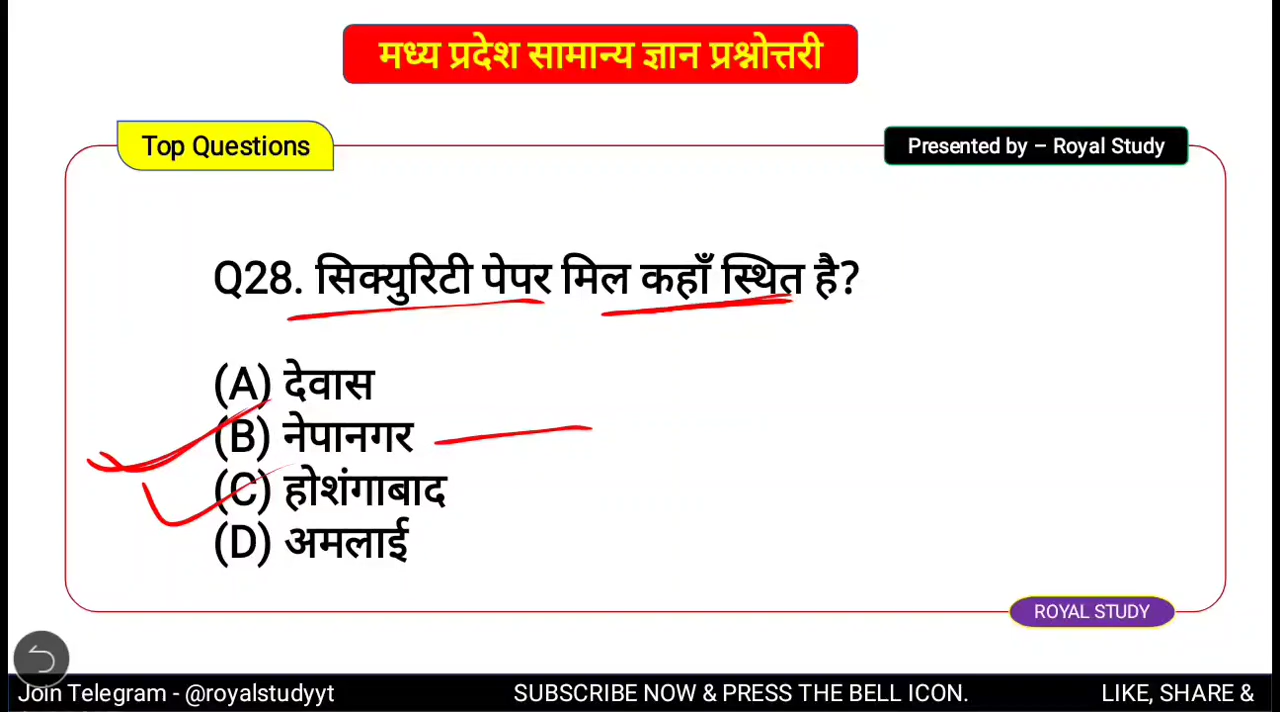 मध्य प्रदेश सामान्य ज्ञान प्रश्नोत्तरी
Top Questions
Presented by – Royal Study
Q28. सिक्युरिटी पेपर मिल कहाँ स्थित है?
(A) देवास
(B) नेपानगर
(C) होशंगाबाद
(D) अमलाई
ROYAL STUDY
Join Telegram - @royalstudyyt SUBSCRIBE NOW & PRESS THE BELL ICON. LIKE, SHARE &